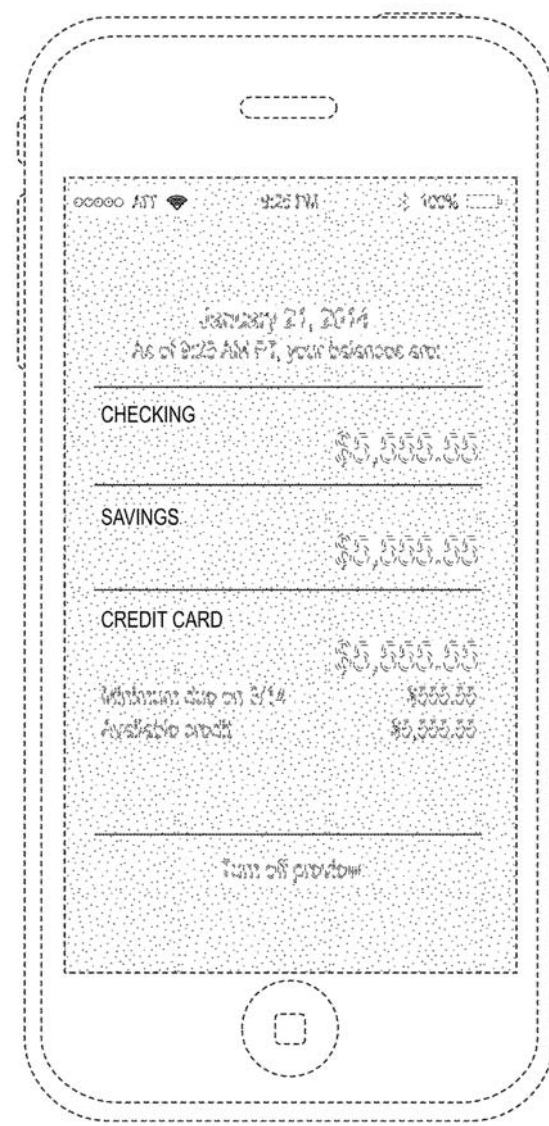 ATT 9:25 PM 100%
January 21, 2014
As of 9:25 AM PT, your balances are:
CHECKING
$5,555.55
SAVINGS
$5,555.55
CREDIT CARD
$5,555.55
Minimum due on 3/14 $555.55
Available credit $5,555.55
Turn off preview